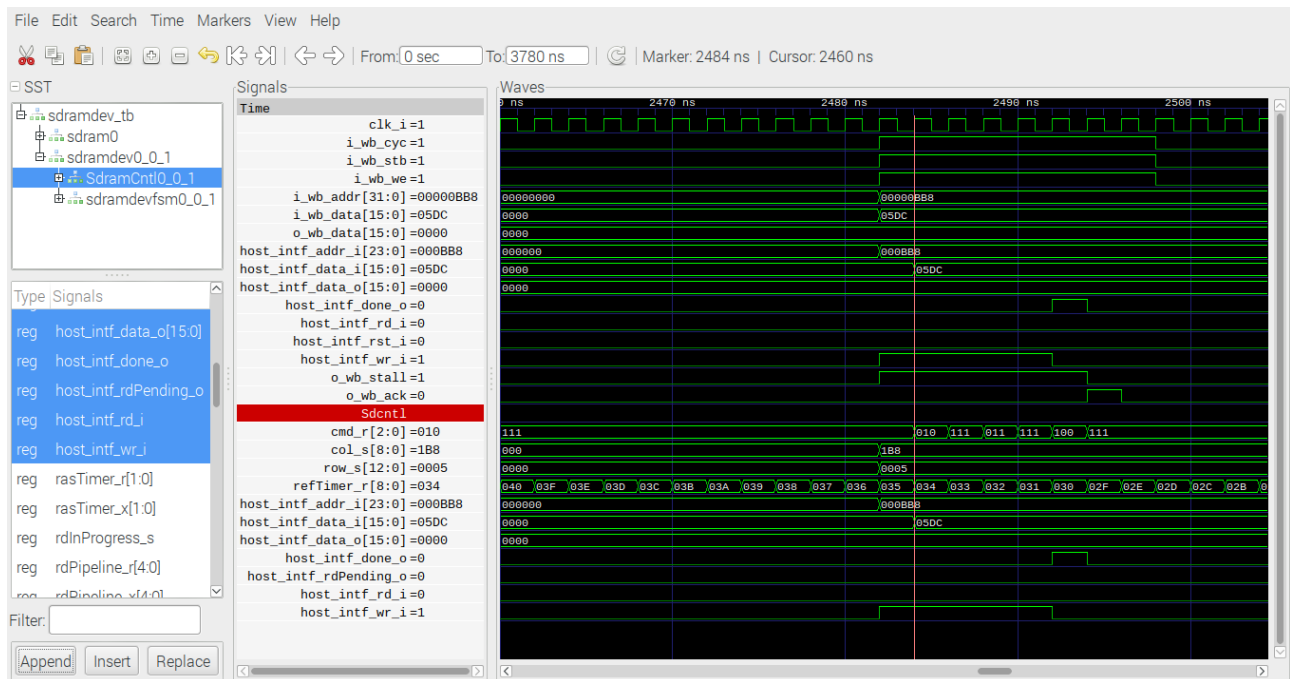 File Edit Search Time Markers View Help
From: 0 sec To: 3780 ns Marker: 2484 ns | Cursor: 2460 ns
SST
sdramdev_tb
sdram0
sdramdev0_0_1
SdramCntl0_0_1
sdramdevfsm0_0_1
Type Signals
reg host_intf_data_o[15:0]
reg host_intf_done_o
reg host_intf_rdPending_o
reg host_intf_rd_i
reg host_intf_wr_i
reg rasTimer_r[1:0]
reg rasTimer_x[1:0]
reg rdInProgress_s
reg rdPipeline_r[4:0]
reg rdPipeline_x[4:0]
Filter:
Append Insert Replace
Signals
Time
clk_i=1
i_wb_cyc=1
i_wb_stb=1
i_wb_we=1
i_wb_addr[31:0]=00000BB8
i_wb_data[15:0]=05DC
o_wb_data[15:0]=0000
host_intf_addr_i[23:0]=000BB8
host_intf_data_i[15:0]=05DC
host_intf_data_o[15:0]=0000
host_intf_done_o=0
host_intf_rd_i=0
host_intf_rst_i=0
host_intf_wr_i=1
o_wb_stall=1
o_wb_ack=0
Sdcntl
cmd_r[2:0]=010
col_s[8:0]=1B8
row_s[12:0]=0005
refTimer_r[8:0]=034
host_intf_addr_i[23:0]=000BB8
host_intf_data_i[15:0]=05DC
host_intf_data_o[15:0]=0000
host_intf_done_o=0
host_intf_rdPending_o=0
host_intf_rd_i=0
host_intf_wr_i=1
Waves
ns 2470 ns 2480 ns 2490 ns 2500 ns
00000000 00000BB8
0000 05DC
0000
000000 000BB8
0000 05DC
0000
111 010 111 011 111 100 111
000 1B8
0000 0005
040 03F 03E 03D 03C 03B 03A 039 038 037 036 035 034 033 032 031 030 02F 02E 02D 02C 02B
000000 000BB8
0000 05DC
0000